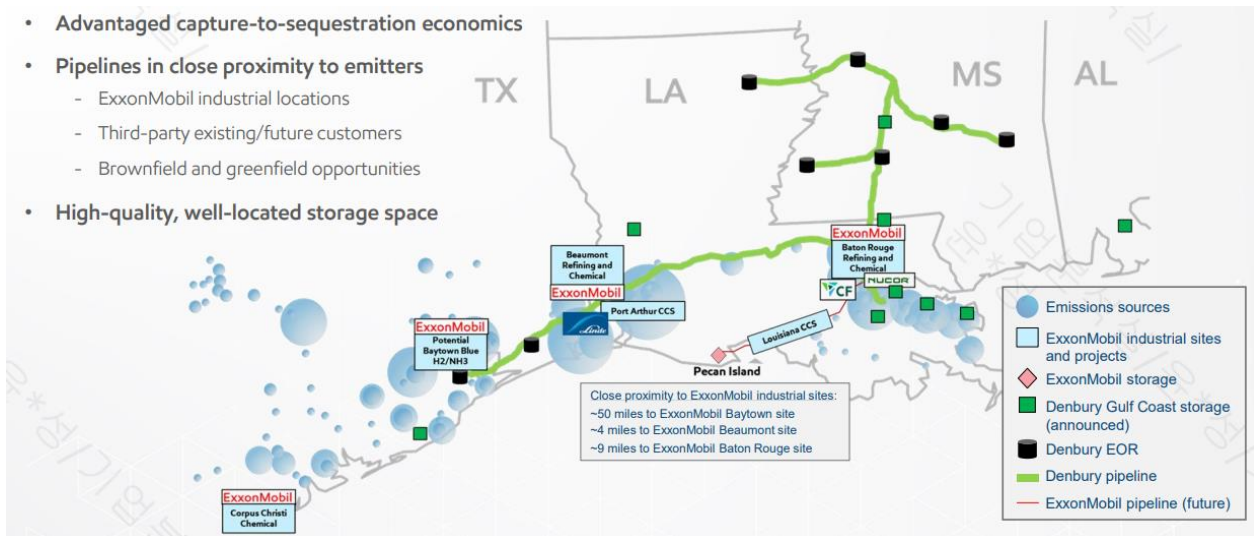 • Advantaged capture-to-sequestration economics
• Pipelines in close proximity to emitters
- ExxonMobil industrial locations
- Third-party existing/future customers
- Brownfield and greenfield opportunities
• High-quality, well-located storage space
TX
LA
MS
AL
ExxonMobil
Baton Rouge
Refining and
Chemical
Beaumont
Refining and
Chemical
ExxonMobil
Port Arthur CCS
Linde
CF
NUCOR
ExxonMobil
Potential
Baytown Blue
H2/NH3
Louisiana CCS
Pecan Island
Close proximity to ExxonMobil industrial sites:
~50 miles to ExxonMobil Baytown site
~4 miles to ExxonMobil Beaumont site
~9 miles to ExxonMobil Baton Rouge site
ExxonMobil
Corpus Christi
Chemical
Emissions sources
ExxonMobil industrial sites
and projects
ExxonMobil storage
Denbury Gulf Coast storage
(announced)
Denbury EOR
Denbury pipeline
ExxonMobil pipeline (future)